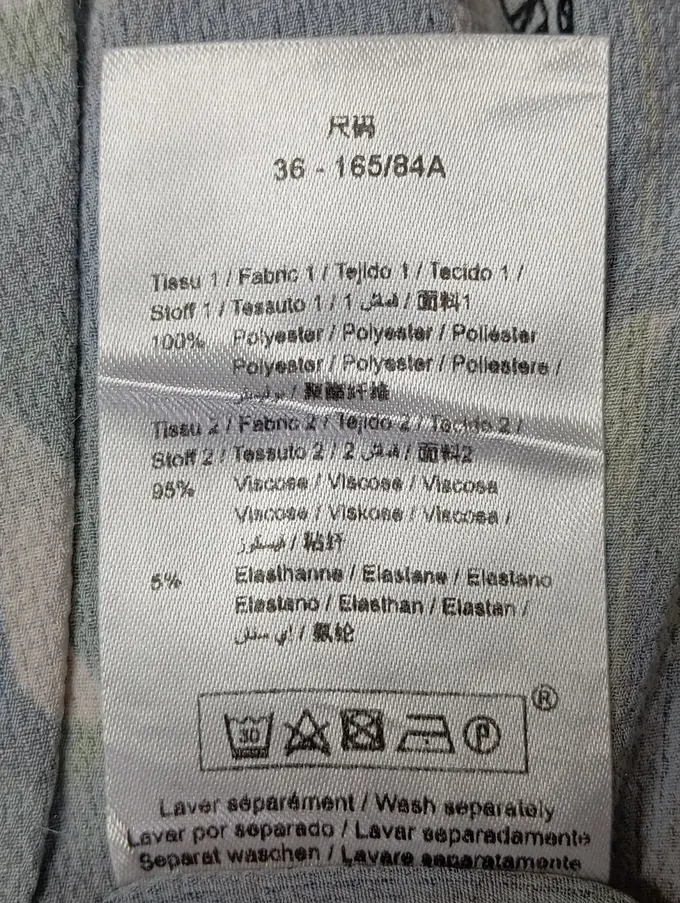 尺码
36 - 165/84A
Tissu 1 / Fabric 1 / Tejido 1 / Tecido 1 /
Stoff 1 / Tessuto 1 / 1 قماش / 面料1
100% Polyester / Polyester / Poliéster
Polyester / Polyester / Poliestere /
بوليستر / 聚酯纤维
Tissu 2 / Fabric 2 / Tejido 2 / Tecido 2 /
Stoff 2 / Tessuto 2 / 2 قماش / 面料2
95% Viscose / Viscose / Viscosa
Viscose / Viskose / Viscosa /
فيسكوز / 粘纤
5% Elasthanne / Elastane / Elastano
Elastano / Elasthan / Elastan /
氨纶
30
P
®
Laver séparément / Wash separately
Lavar por separado / Lavar separadamente
Separat waschen / Lavare separatamente